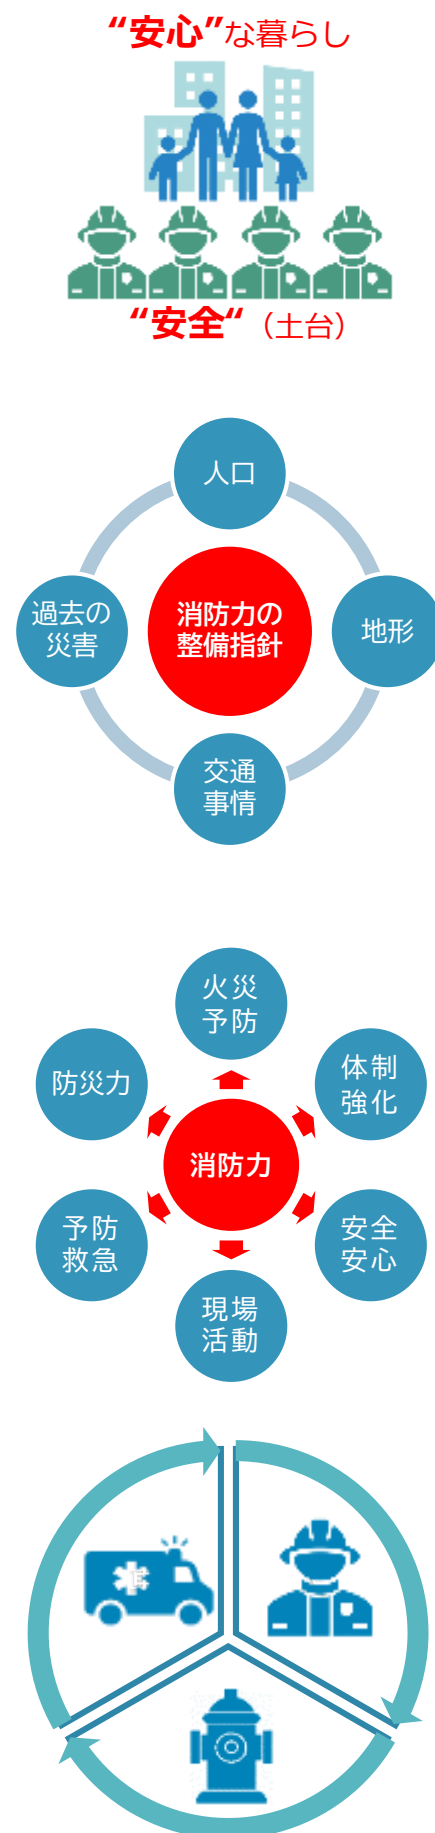 “安心”な暮らし
“安全“（土台）
人口
過去の
災害
消防力の
整備指針
地形
交通
事情
火災
予防
防災力
体制
強化
消防力
予防
救急
安全
安心
現場
活動